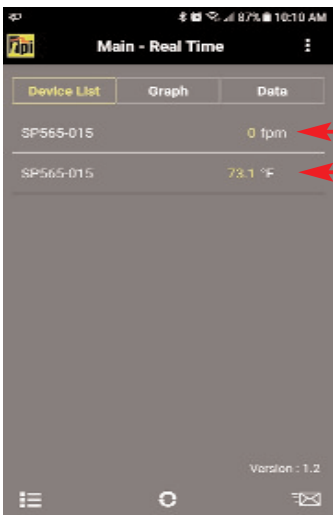 87% 10:10 AM
tpi Main - Real Time
Device List Graph Data
SP565-015 0 fpm
SP565-015 73.1 °F
Version : 1.2